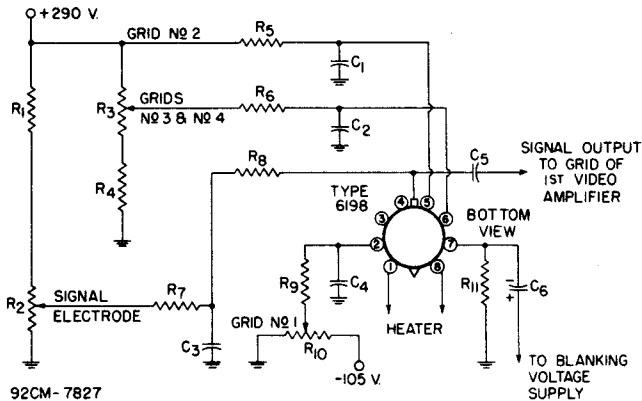 +290 V.
GRID Nº 2
R5
C1
R1
R3
GRIDS
Nº 3 & Nº 4
R6
C2
R4
R8
C5
SIGNAL OUTPUT
TO GRID OF
1ST VIDEO
AMPLIFIER
TYPE
6198
4
5
3
6
2
7
1
8
BOTTOM
VIEW
R2
SIGNAL
ELECTRODE
R7
C3
R9
C4
GRID Nº 1
R10
-105 V.
HEATER
R11
-
+
C6
TO BLANKING
VOLTAGE
SUPPLY
92CM-7827